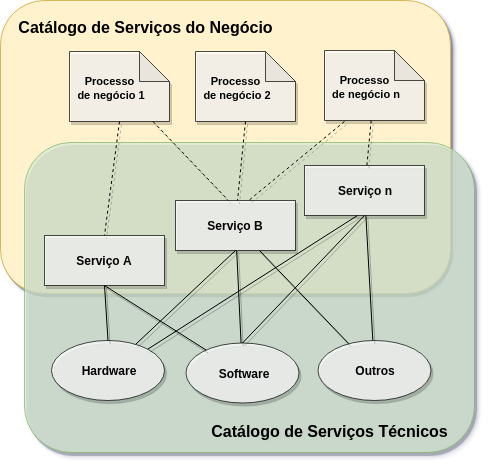 Catálogo de Serviços do Negócio
Processo
de negócio 1
Processo
de negócio 2
Processo
de negócio n
Serviço n
Serviço B
Serviço A
Hardware
Software
Outros
Catálogo de Serviços Técnicos